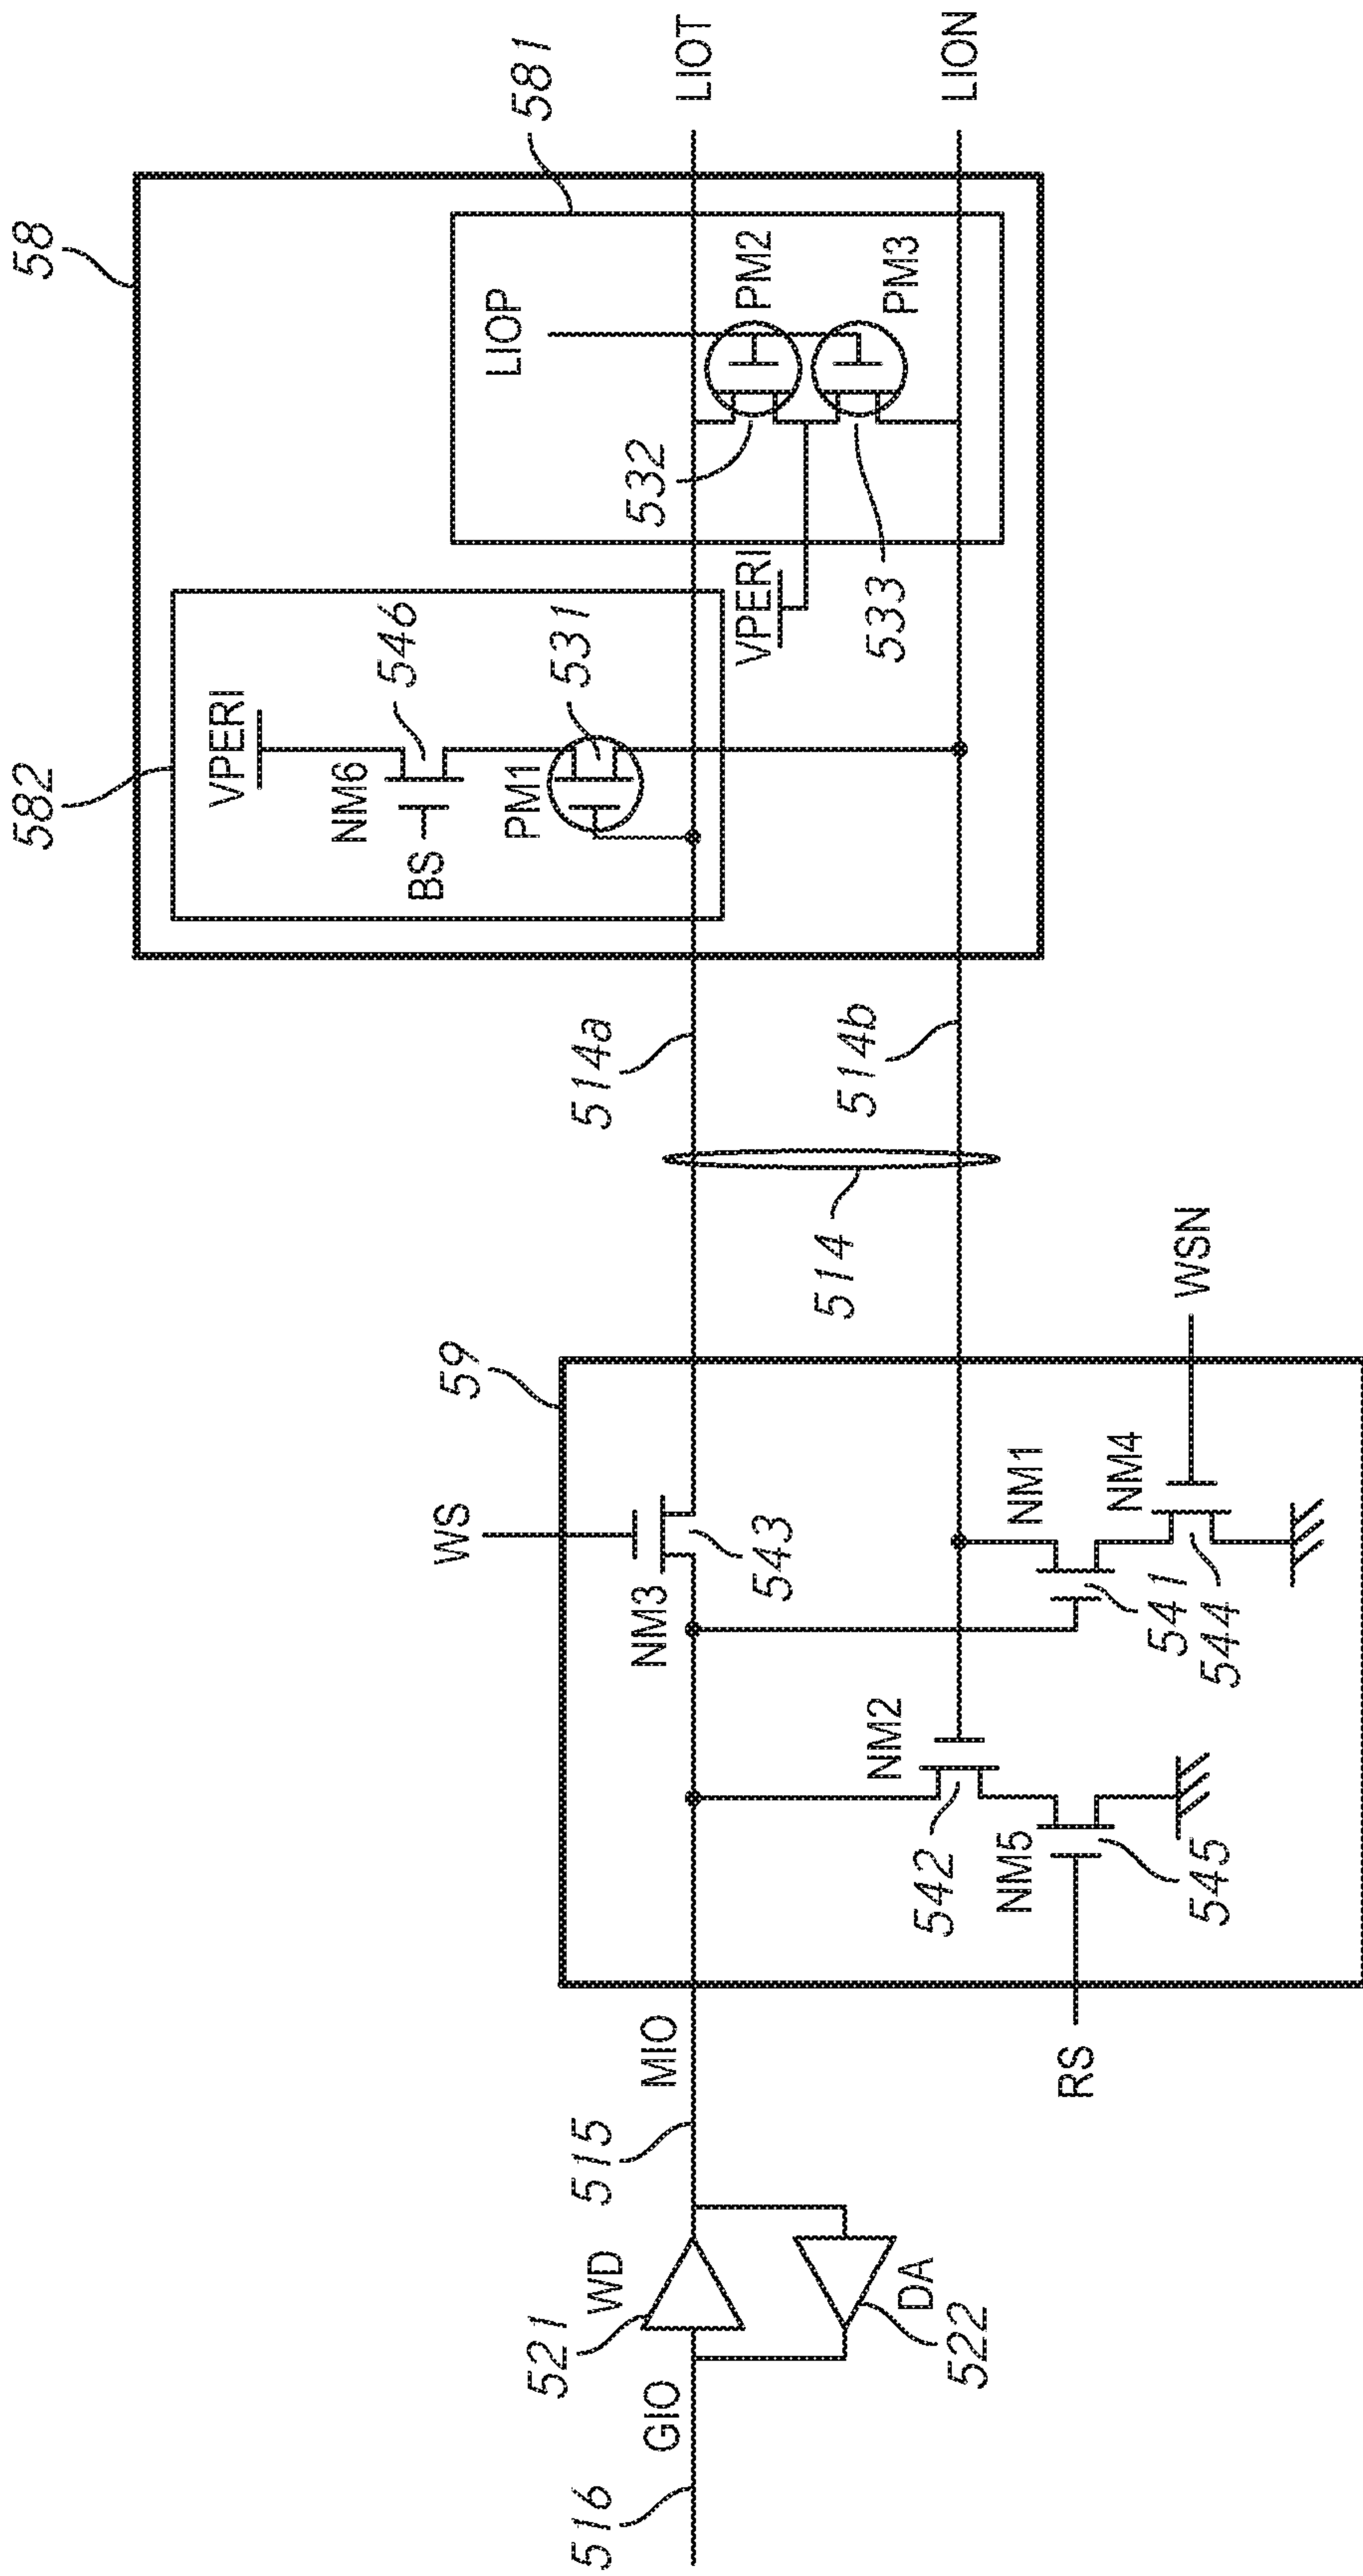 58
582
VPERI
NM6
546
BS
PM1
531
581
LIOP
LIOT
PM2
532
VPERI
PM3
533
LION
514a
514b
514
59
WS
NM3
543
WSN
NM1
NM4
541
544
NM2
542
NM5
545
RS
MIO
515
WD
521
DA
522
GIO
516